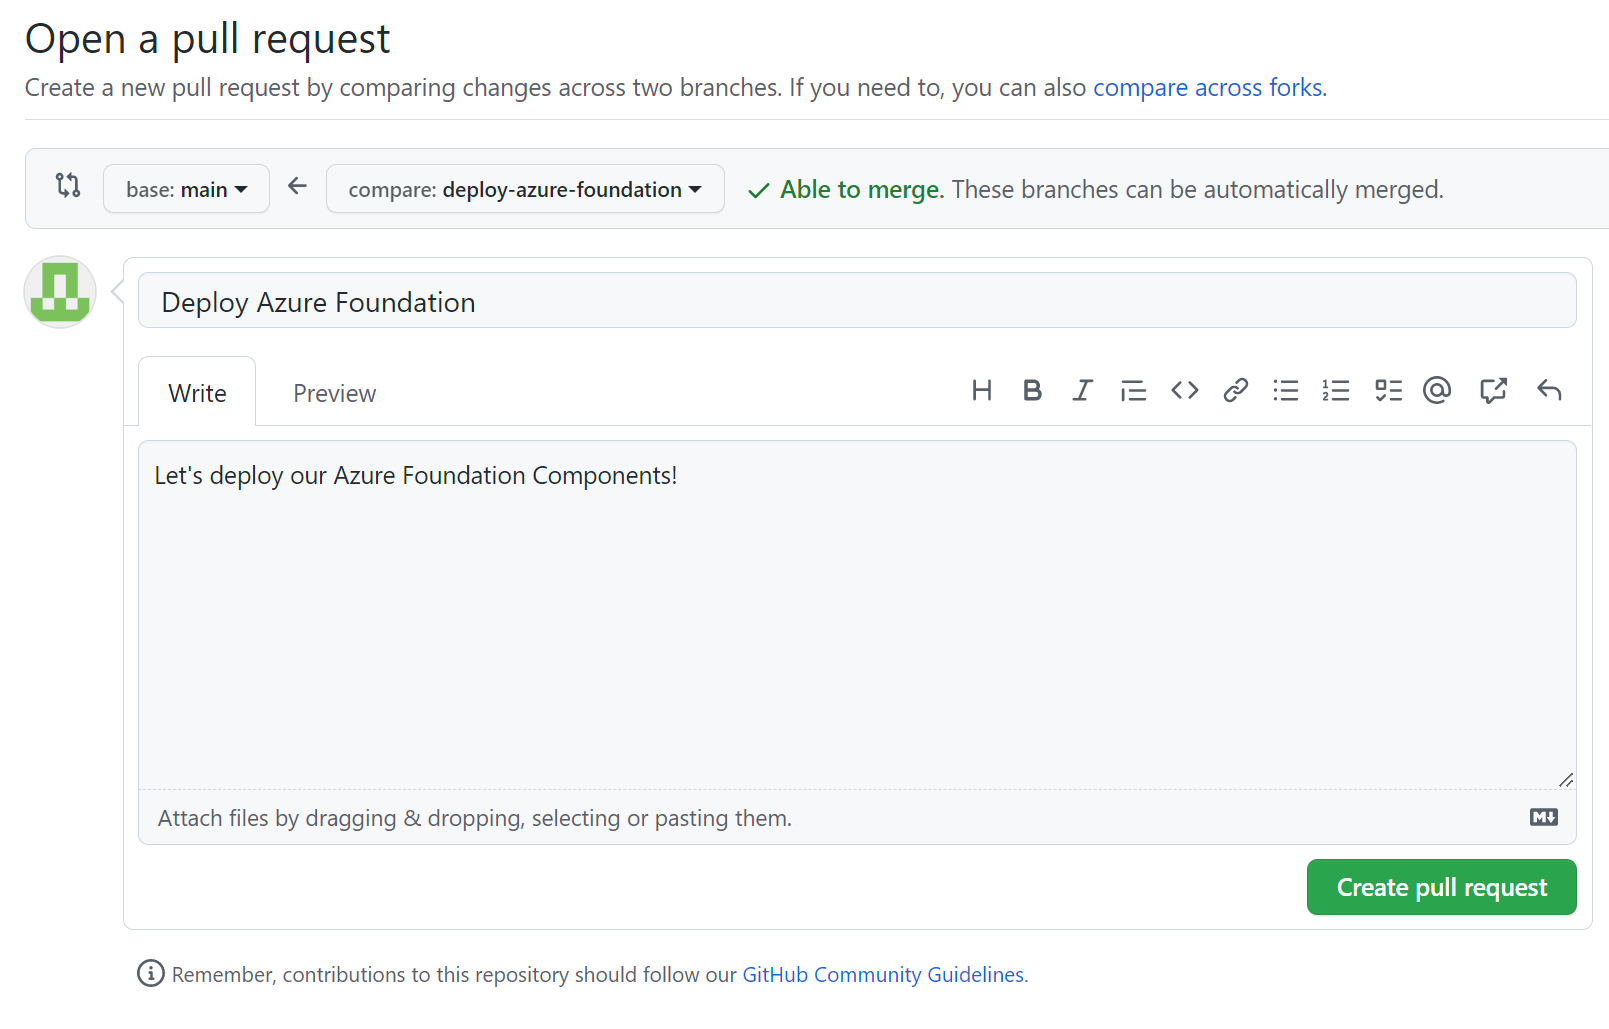 Open a pull request
Create a new pull request by comparing changes across two branches. If you need to, you can also compare across forks.
base: main
compare: deploy-azure-foundation
Able to merge. These branches can be automatically merged.
Deploy Azure Foundation
Write Preview
Let's deploy our Azure Foundation Components!
Attach files by dragging & dropping, selecting or pasting them.
Create pull request
Remember, contributions to this repository should follow our GitHub Community Guidelines.